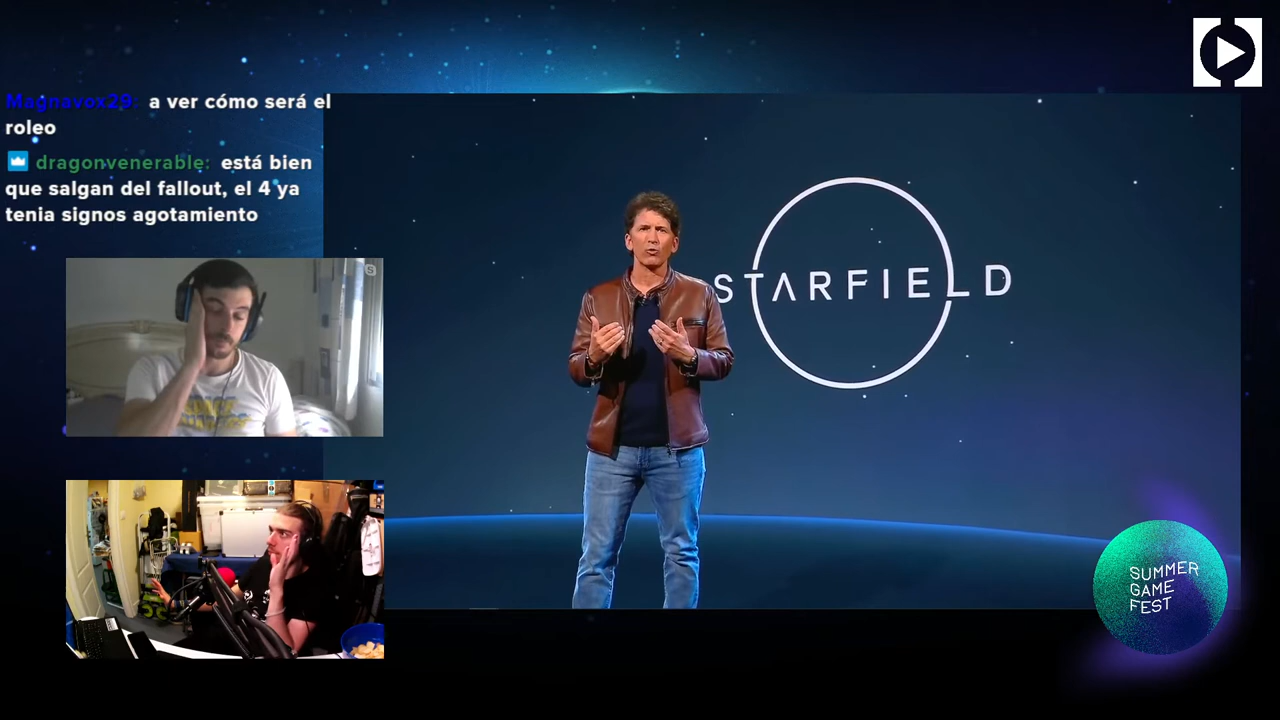 Magnavox29: a ver cómo será el
roleo
dragonvenerable: está bien
que salgan del fallout, el 4 ya
tenia signos agotamiento
STARFIELD
SUMMER
GAME
FEST